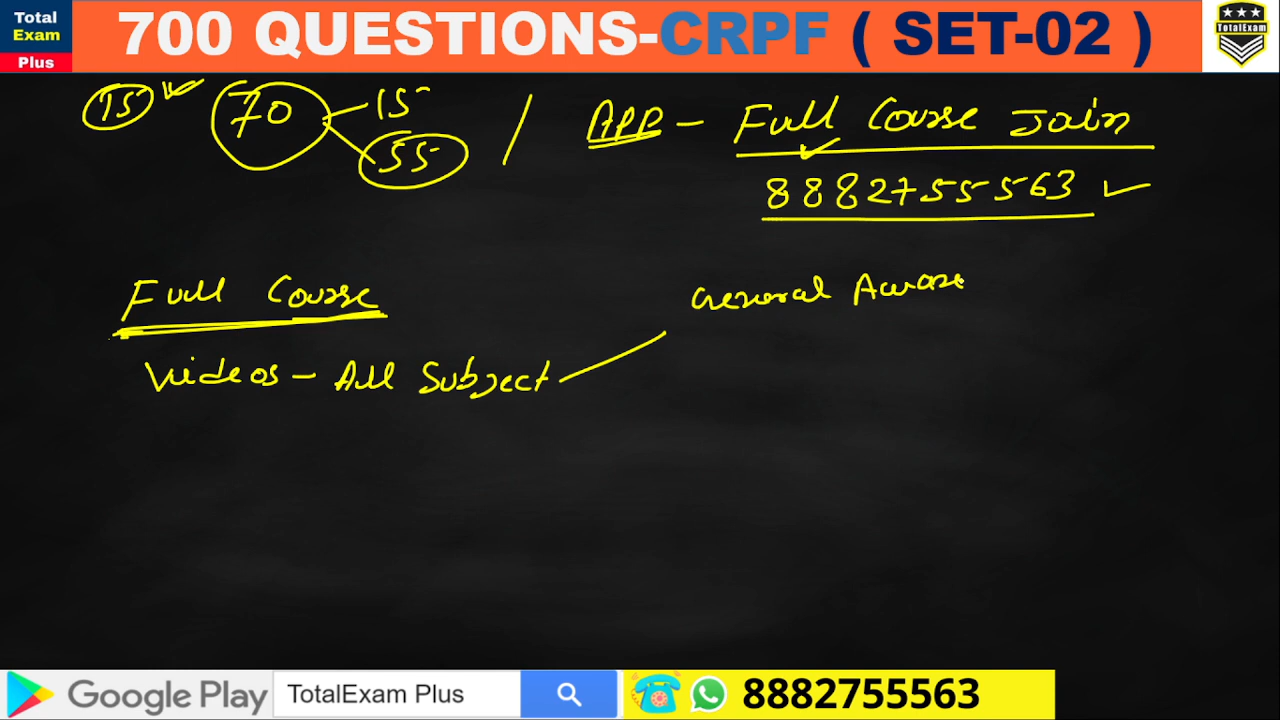 Total
Exam
Plus
700 QUESTIONS-CRPF ( SET-02 )
TotalExam
15
70
15
55
/ APP - Full Course Join
8882755563
Full Course
General Aware
Videos - All Subject
Google Play
TotalExam Plus
8882755563